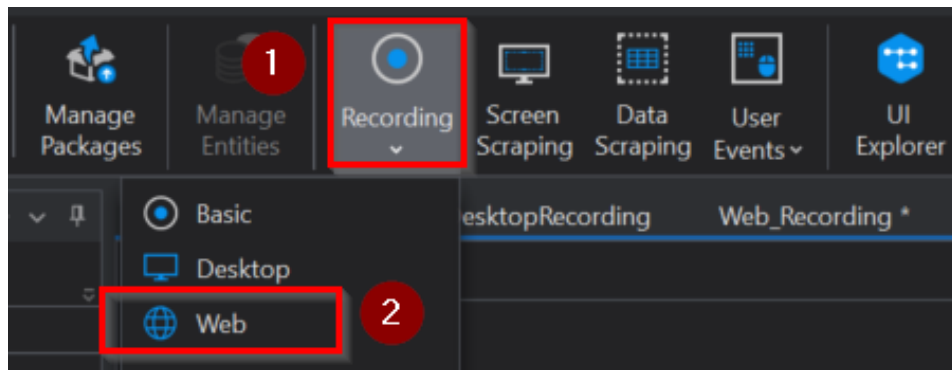 1
Manage Manage Recording Screen Data User UI
Packages Entities Scraping Scraping Events Explorer
Basic
esktopRecording Web_Recording *
Desktop
Web
2